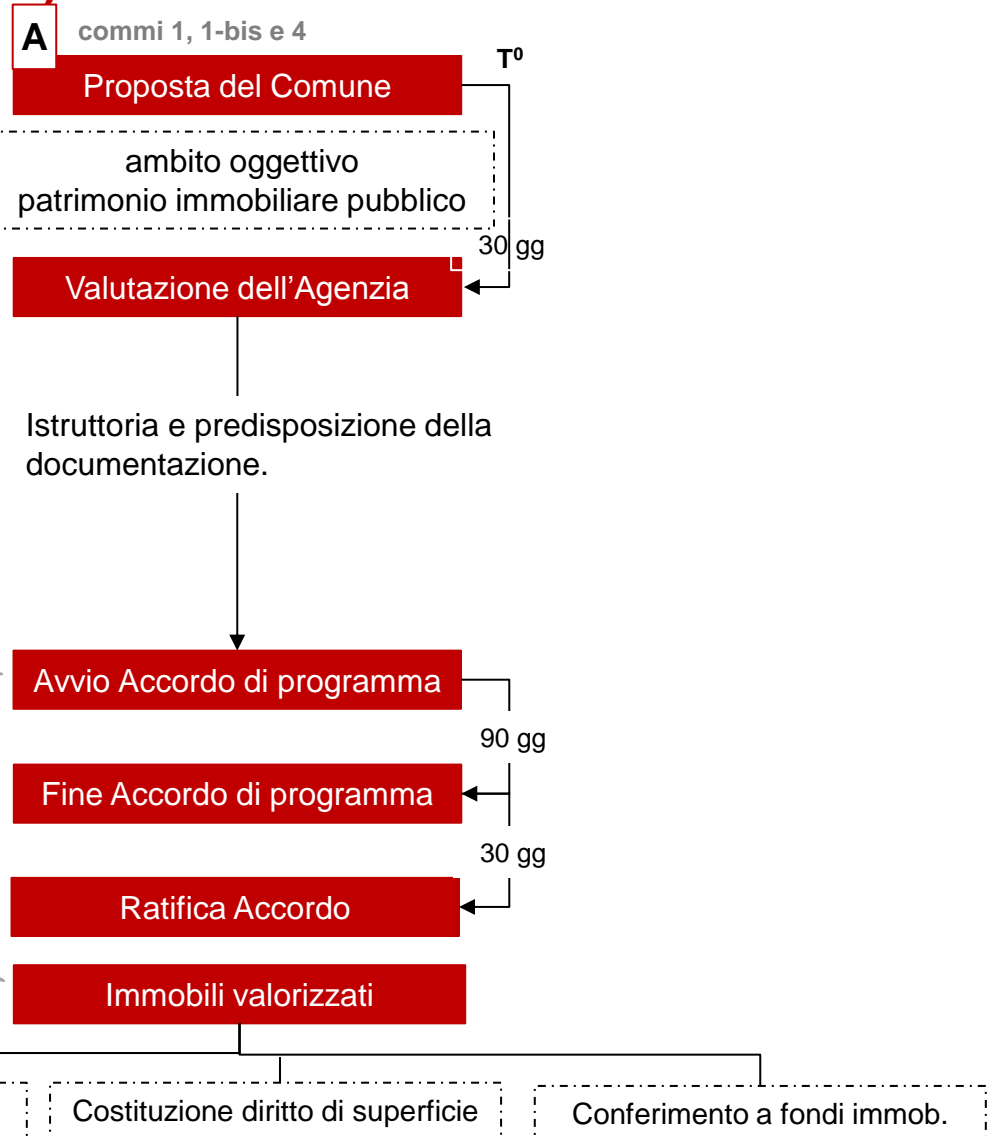 A
commi 1, 1-bis e 4
T⁰
Proposta del Comune
ambito oggettivo
patrimonio immobiliare pubblico
30 gg
Valutazione dell’Agenzia
Istruttoria e predisposizione della
documentazione.
Avvio Accordo di programma
90 gg
Fine Accordo di programma
30 gg
Ratifica Accordo
Immobili valorizzati
Costituzione diritto di superficie
Conferimento a fondi immob.